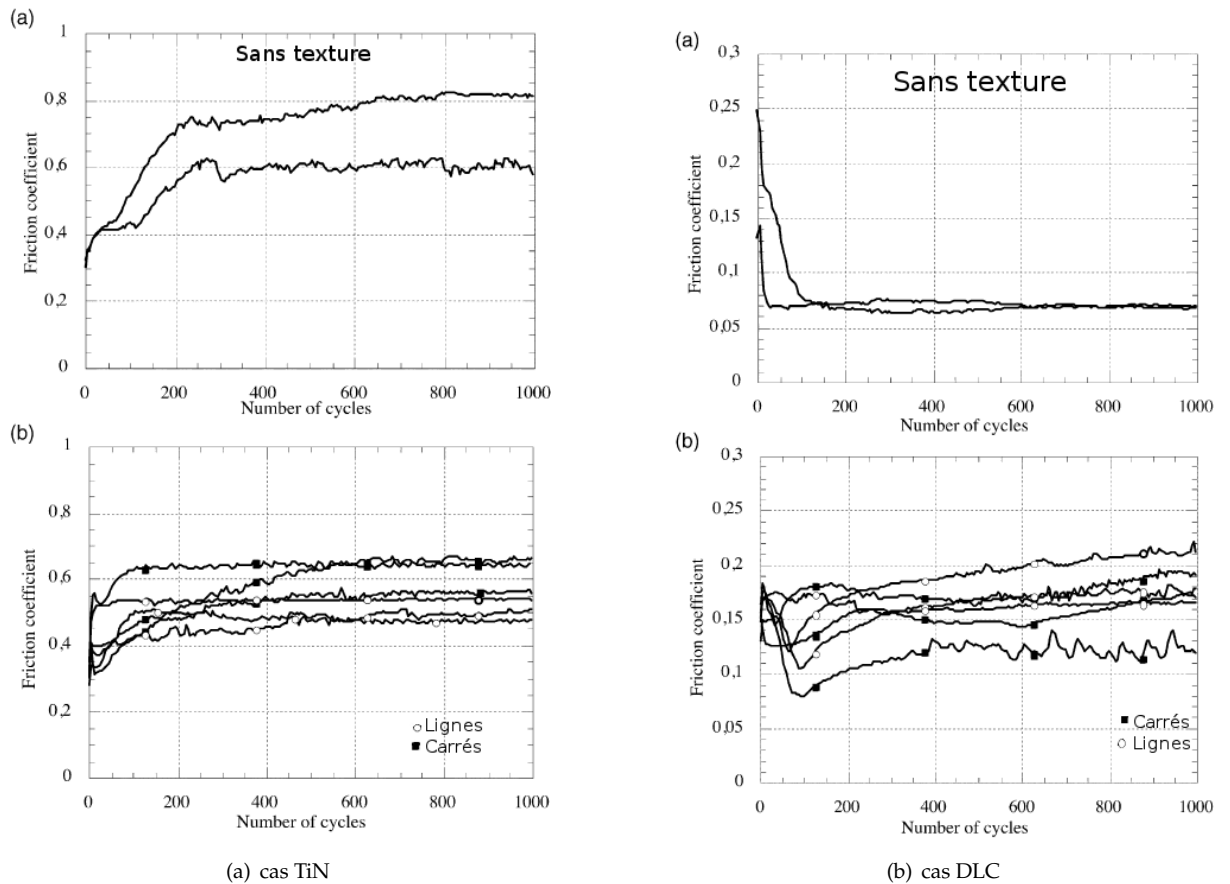 (a)
1
0,8
0,6
0,4
0,2
0
Friction coefficient
Sans texture
0 200 400 600 800 1000
Number of cycles
(b)
1
0,8
0,6
0,4
0,2
0
Friction coefficient
Lignes
Carrés
0 200 400 600 800 1000
Number of cycles
(a) cas TiN
(a)
0,3
0,25
0,2
0,15
0,1
0,05
0
Friction coefficient
Sans texture
0 200 400 600 800 1000
Number of cycles
(b)
0,3
0,25
0,2
0,15
0,1
0,05
0
Friction coefficient
Carrés
Lignes
0 200 400 600 800 1000
Number of cycles
(b) cas DLC